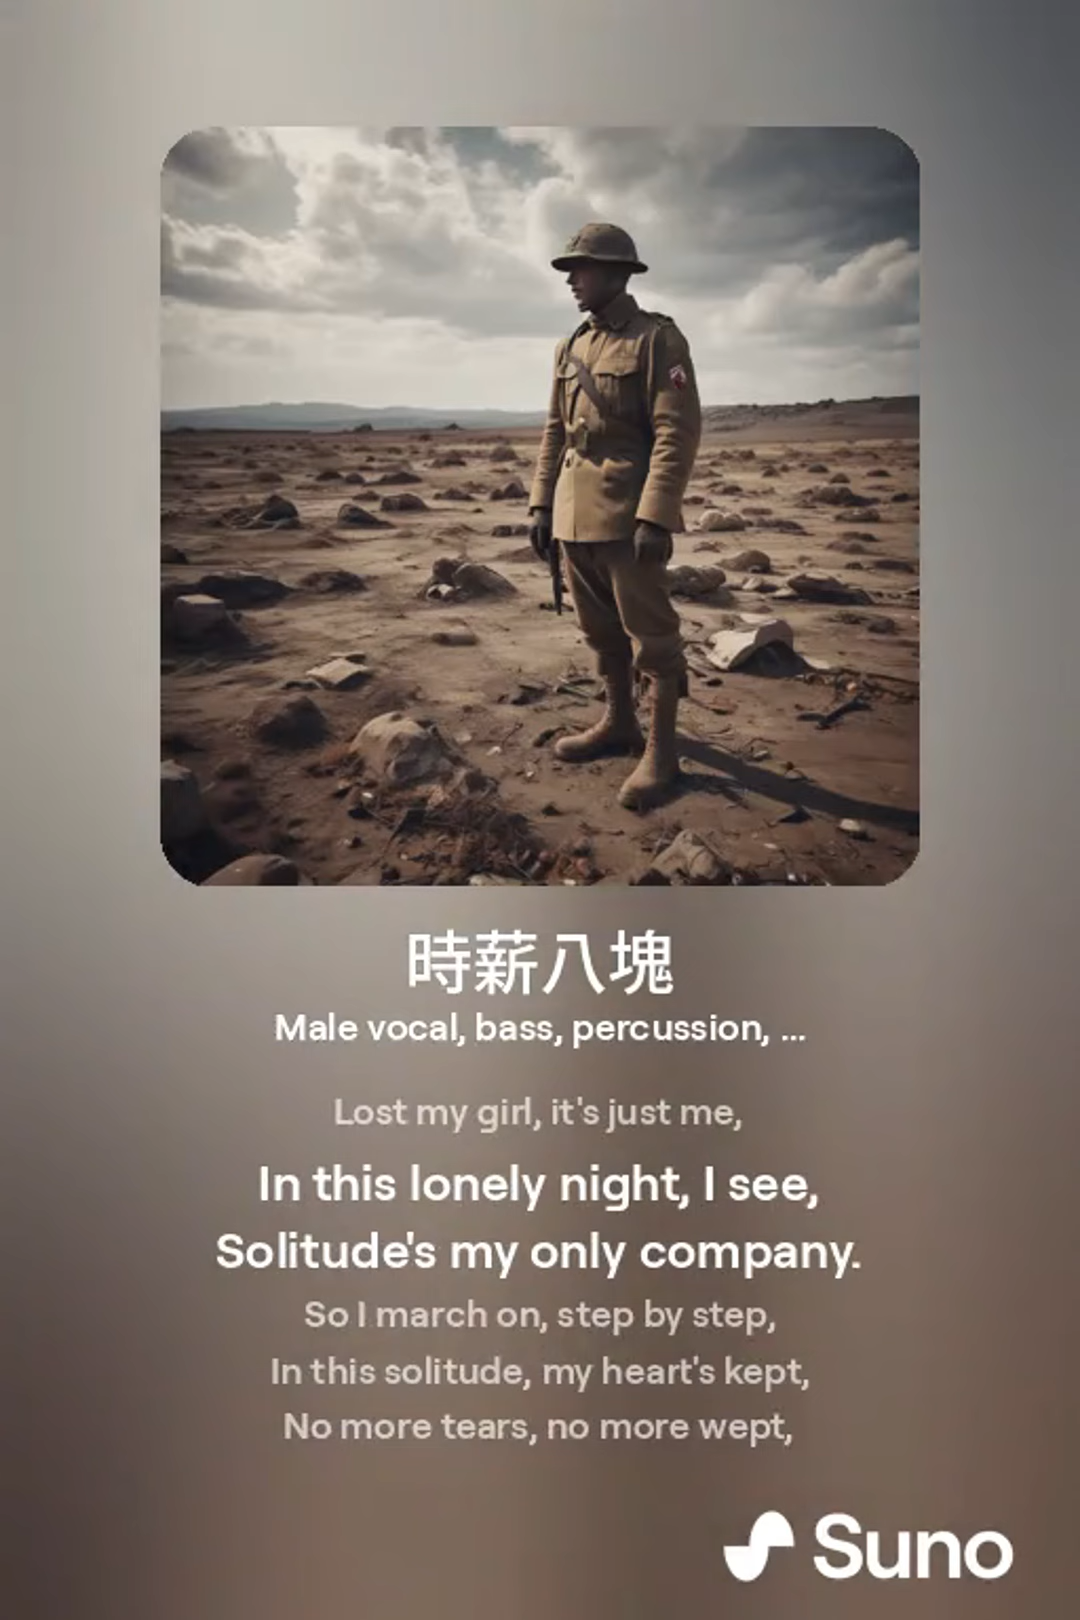 時薪八塊
Male vocal, bass, percussion, ...
Lost my girl, it's just me,
In this lonely night, I see,
Solitude's my only company.
So I march on, step by step,
In this solitude, my heart's kept,
No more tears, no more wept,
Suno